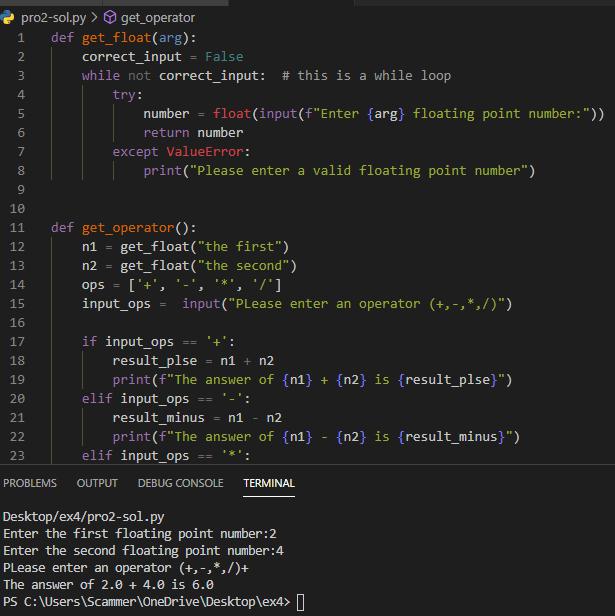 pro2-sol.py > get_operator
1 def get_float(arg):
2     correct_input = False
3     while not correct_input:  # this is a while loop
4         try:
5             number = float(input(f"Enter {arg} floating point number:"))
6             return number
7         except ValueError:
8             print("Please enter a valid floating point number")
9
10
11 def get_operator():
12     n1 = get_float("the first")
13     n2 = get_float("the second")
14     ops = ['+', '-', '*', '/']
15     input_ops =  input("PLease enter an operator (+,-,*,/)")
16
17     if input_ops == '+':
18         result_plse = n1 + n2
19         print(f"The answer of {n1} + {n2} is {result_plse}")
20     elif input_ops == '-':
21         result_minus = n1 - n2
22         print(f"The answer of {n1} - {n2} is {result_minus}")
23     elif input_ops == '*':
PROBLEMS OUTPUT DEBUG CONSOLE TERMINAL
Desktop/ex4/pro2-sol.py
Enter the first floating point number:2
Enter the second floating point number:4
PLease enter an operator (+,-,*,/)+
The answer of 2.0 + 4.0 is 6.0
PS C:\Users\Scammer\OneDrive\Desktop\ex4>